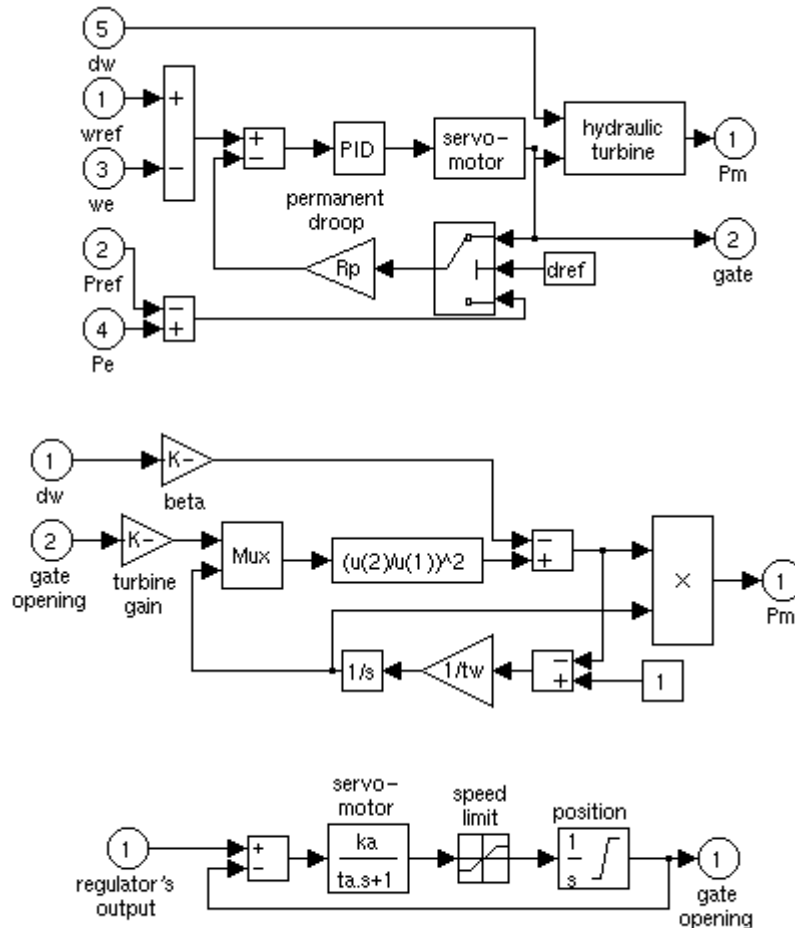 5
dw
1
+
wref
+
−
PID
servo-
motor
hydraulic
turbine
1
Pm
3
−
we
permanent
droop
2
Pref
Rp
dref
2
gate
−
+
4
Pe
1
dw
K-
beta
2
gate
opening
K-
turbine
gain
Mux
(u(2)/u(1))^2
−
+
×
1
Pm
1/s
1/tw
−
+
1
servo-
motor
speed
limit
position
1
regulator's
output
+
−
ka
ta.s+1
1
s
1
gate
opening